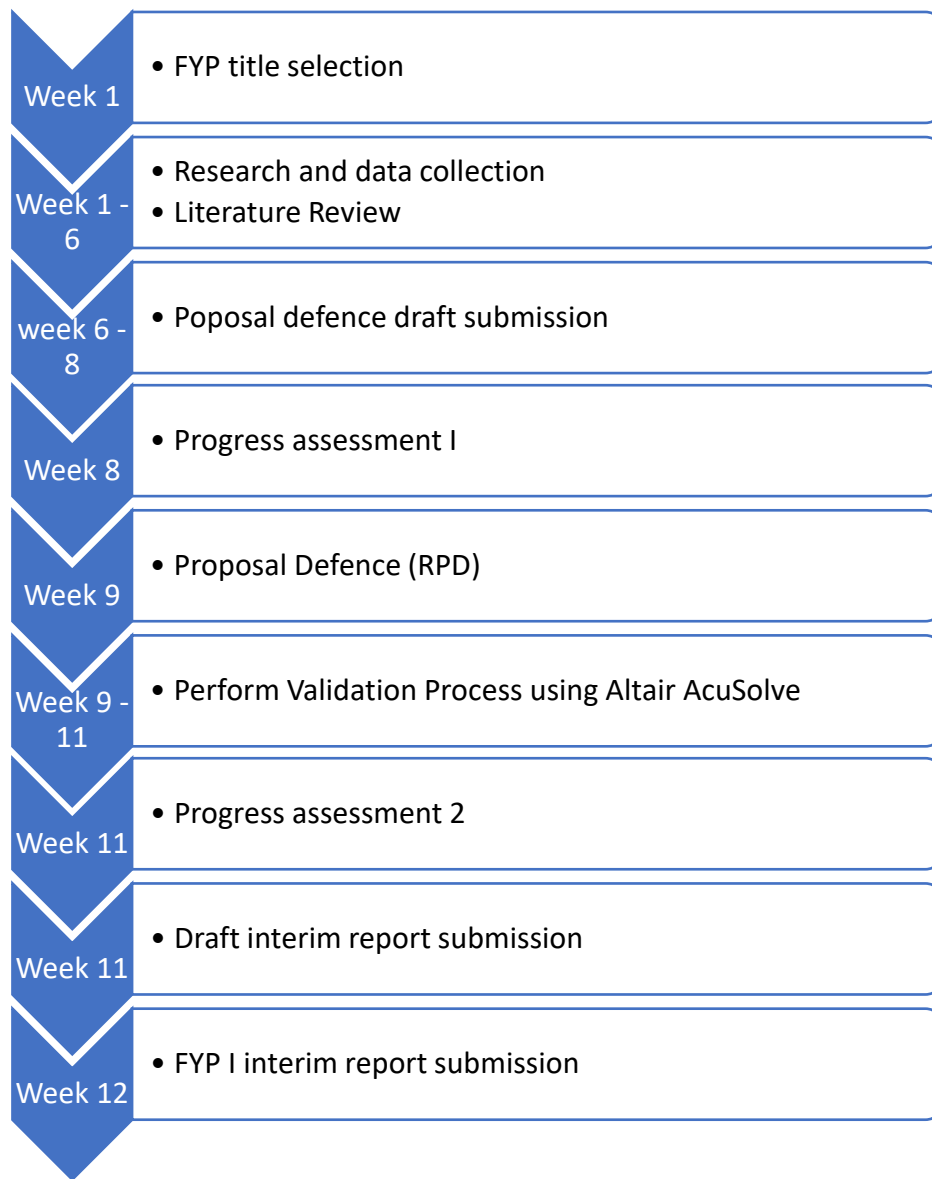 Week 1
• FYP title selection
Week 1 -
6
• Research and data collection
• Literature Review
week 6 -
8
• Poposal defence draft submission
Week 8
• Progress assessment I
Week 9
• Proposal Defence (RPD)
Week 9 -
11
• Perform Validation Process using Altair AcuSolve
Week 11
• Progress assessment 2
Week 11
• Draft interim report submission
Week 12
• FYP I interim report submission